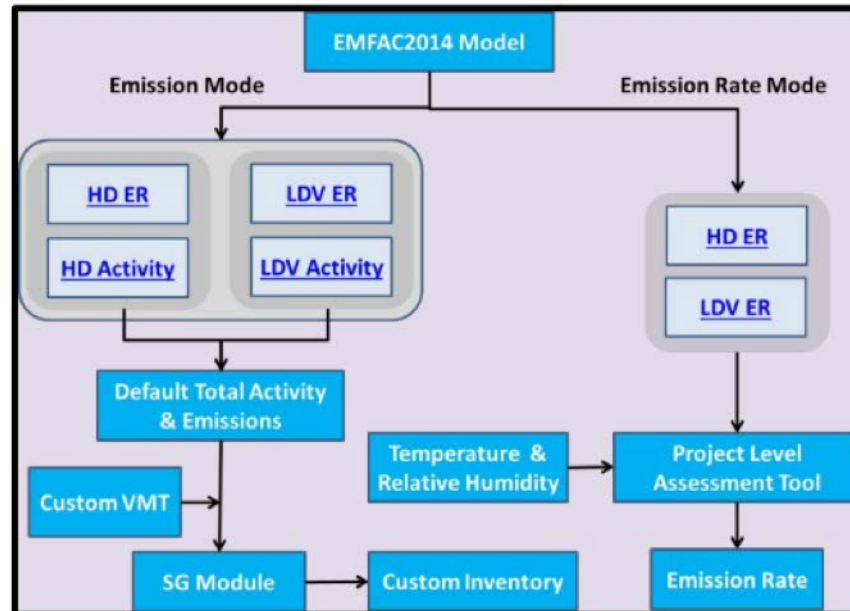 EMFAC2014 Model
Emission Mode
Emission Rate Mode
HD ER
LDV ER
HD Activity
LDV Activity
HD ER
LDV ER
Default Total Activity
& Emissions
Temperature &
Relative Humidity
Project Level
Assessment Tool
Custom VMT
SG Module
Custom Inventory
Emission Rate